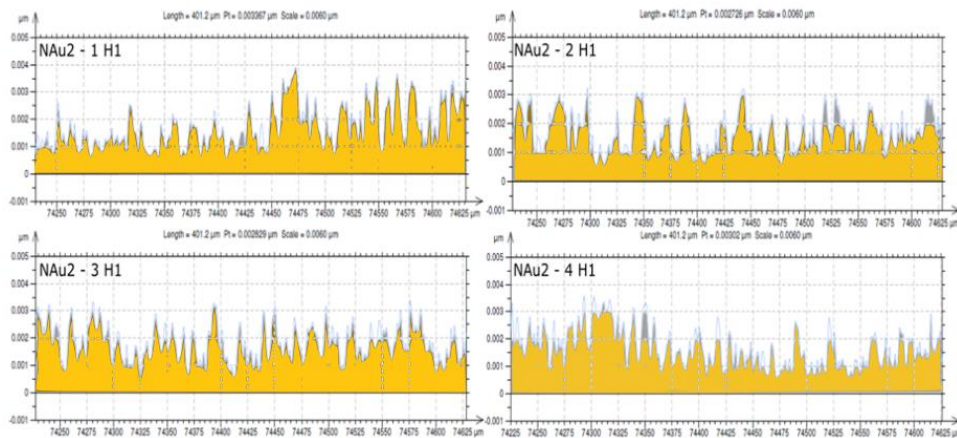 Length = 401.2 µm Pt = 0.003367 µm Scale = 0.0060 µm
µm
0.005
NAu2 - 1 H1
0.004
0.003
0.002
0.001
0
-0.001
74250 74275 74300 74325 74350 74375 74400 74425 74450 74475 74500 74525 74550 74575 74600 74625 µm
Length = 401.2 µm Pt = 0.002726 µm Scale = 0.0060 µm
µm
0.005
NAu2 - 2 H1
0.004
0.003
0.002
0.001
0
-0.001
74250 74275 74300 74325 74350 74375 74400 74425 74450 74475 74500 74525 74550 74575 74600 74625 µm
Length = 401.2 µm Pt = 0.002829 µm Scale = 0.0060 µm
µm
0.005
NAu2 - 3 H1
0.004
0.003
0.002
0.001
0
-0.001
74250 74275 74300 74325 74350 74375 74400 74425 74450 74475 74500 74525 74550 74575 74600 74625 µm
Length = 401.2 µm Pt = 0.00302 µm Scale = 0.0060 µm
µm
0.005
NAu2 - 4 H1
0.004
0.003
0.002
0.001
0
-0.001
74225 74250 74275 74300 74325 74350 74375 74400 74425 74450 74475 74500 74525 74550 74575 74600 74625 µm